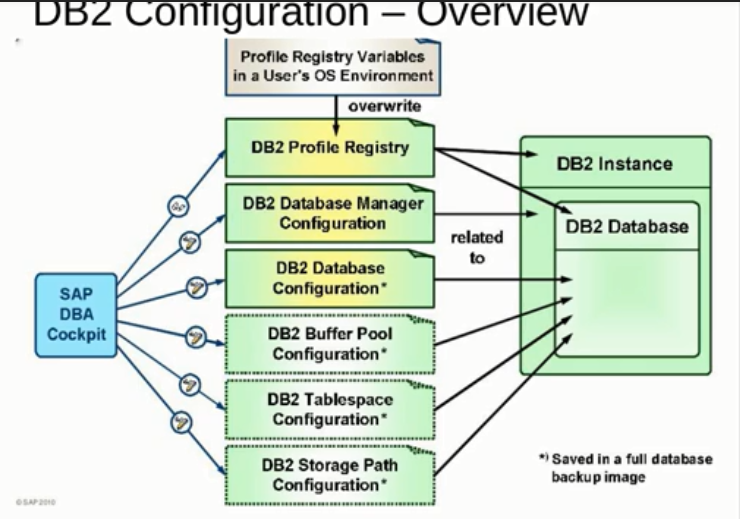 DB2 Configuration – Overview
Profile Registry Variables
in a User's OS Environment
overwrite
DB2 Profile Registry
DB2 Database Manager
Configuration
DB2 Database
Configuration*
DB2 Buffer Pool
Configuration*
DB2 Tablespace
Configuration*
DB2 Storage Path
Configuration*
SAP
DBA
Cockpit
related
to
DB2 Instance
DB2 Database
*) Saved in a full database
backup image
© SAP 2010